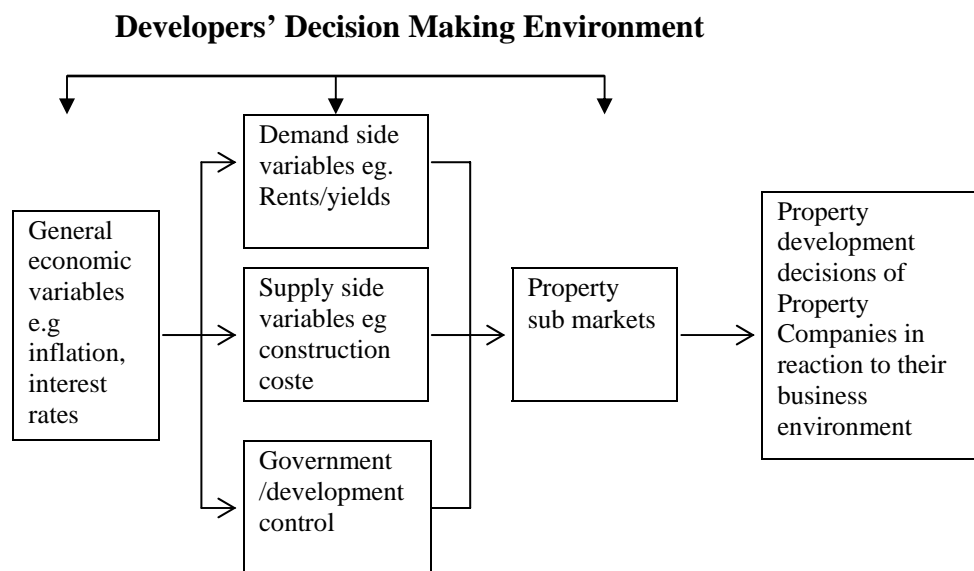 Developers’ Decision Making Environment
General
economic
variables
e.g
inflation,
interest
rates
Demand side
variables eg.
Rents/yields
Supply side
variables eg
construction
coste
Government
/development
control
Property
sub markets
Property
development
decisions of
Property
Companies in
reaction to their
business
environment